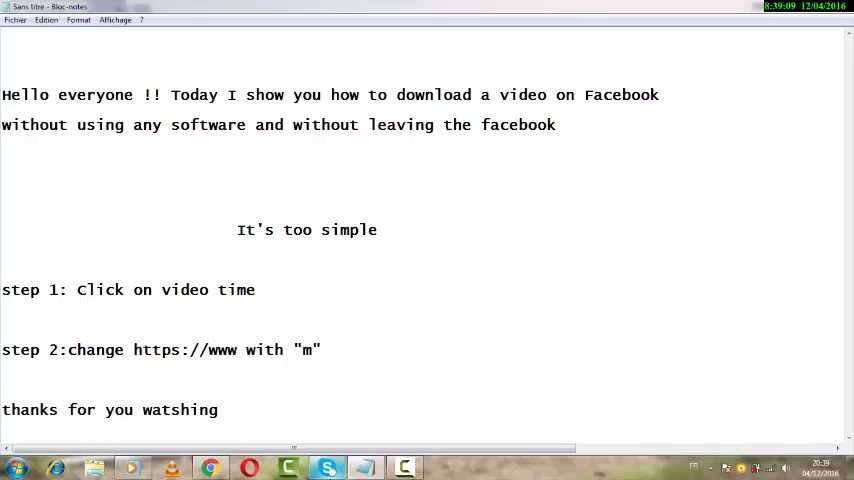 Sans titre - Bloc-notes
8:39:09 12/04/2016
Fichier Edition Format Affichage ?
Hello everyone !! Today I show you how to download a video on Facebook
without using any software and without leaving the facebook
It's too simple
step 1: Click on video time
step 2:change https://www with "m"
thanks for you watshing
FR
20:39
04/12/2016